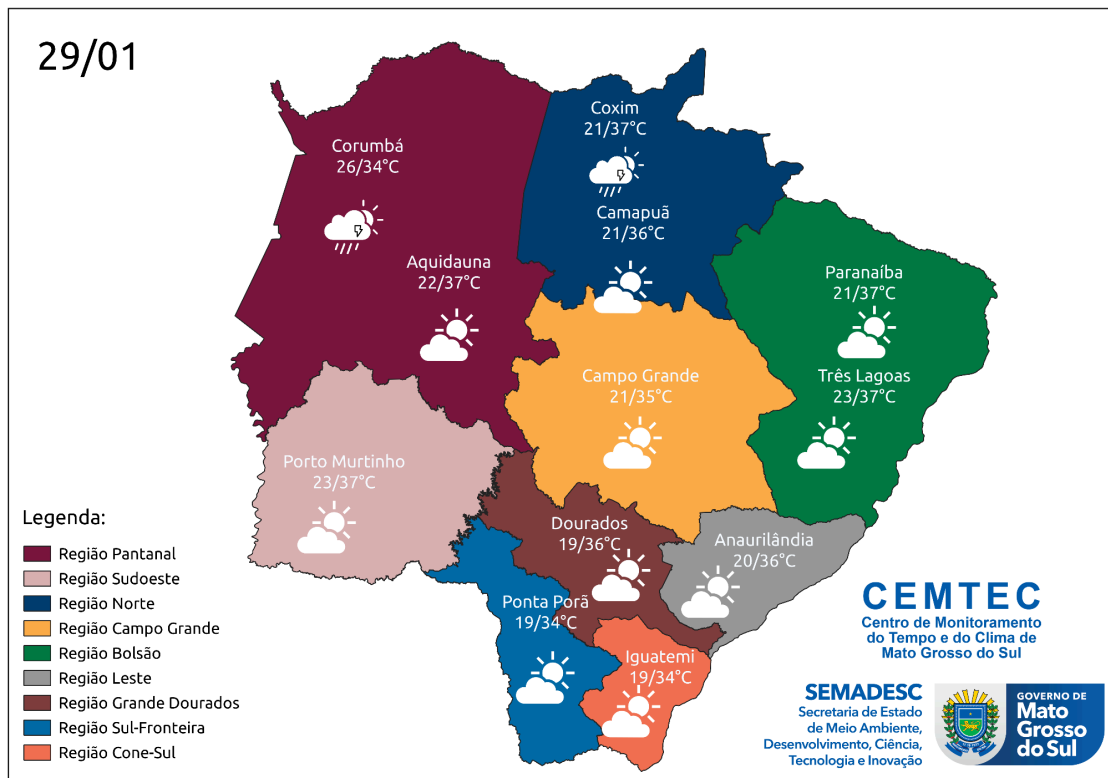 29/01
Coxim
21/37°C
Corumbá
26/34°C
Camapuã
21/36°C
Aquidauna
22/37°C
Paranaíba
21/37°C
Campo Grande
21/35°C
Três Lagoas
23/37°C
Porto Murtinho
23/37°C
Dourados
19/36°C
Anaurilândia
20/36°C
Ponta Porã
19/34°C
Iguatemi
19/34°C
Legenda:
Região Pantanal
Região Sudoeste
Região Norte
Região Campo Grande
Região Bolsão
Região Leste
Região Grande Dourados
Região Sul-Fronteira
Região Cone-Sul
CEMTEC
Centro de Monitoramento
do Tempo e do Clima de
Mato Grosso do Sul
SEMADESC
Secretaria de Estado
de Meio Ambiente,
Desenvolvimento, Ciência,
Tecnologia e Inovação
GOVERNO DE
Mato
Grosso
do Sul